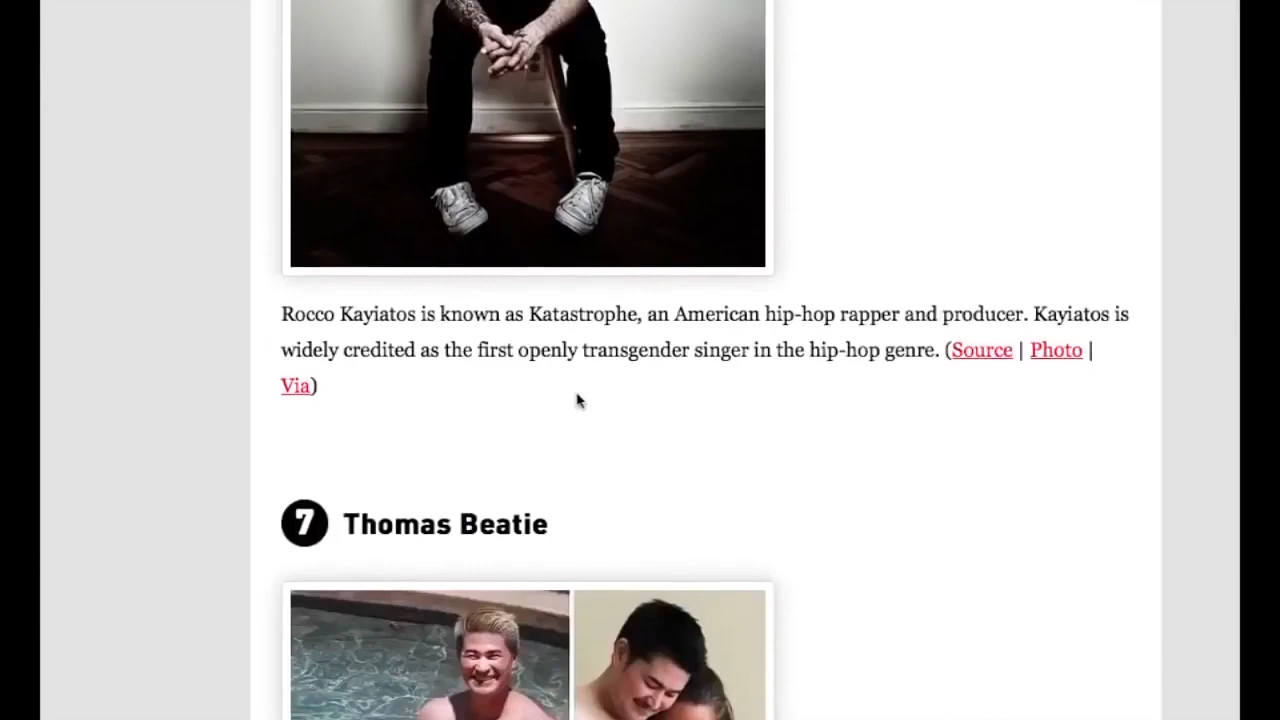 Rocco Kayiatos is known as Katastrophe, an American hip-hop rapper and producer. Kayiatos is
widely credited as the first openly transgender singer in the hip-hop genre. (Source | Photo |
Via)
7 Thomas Beatie